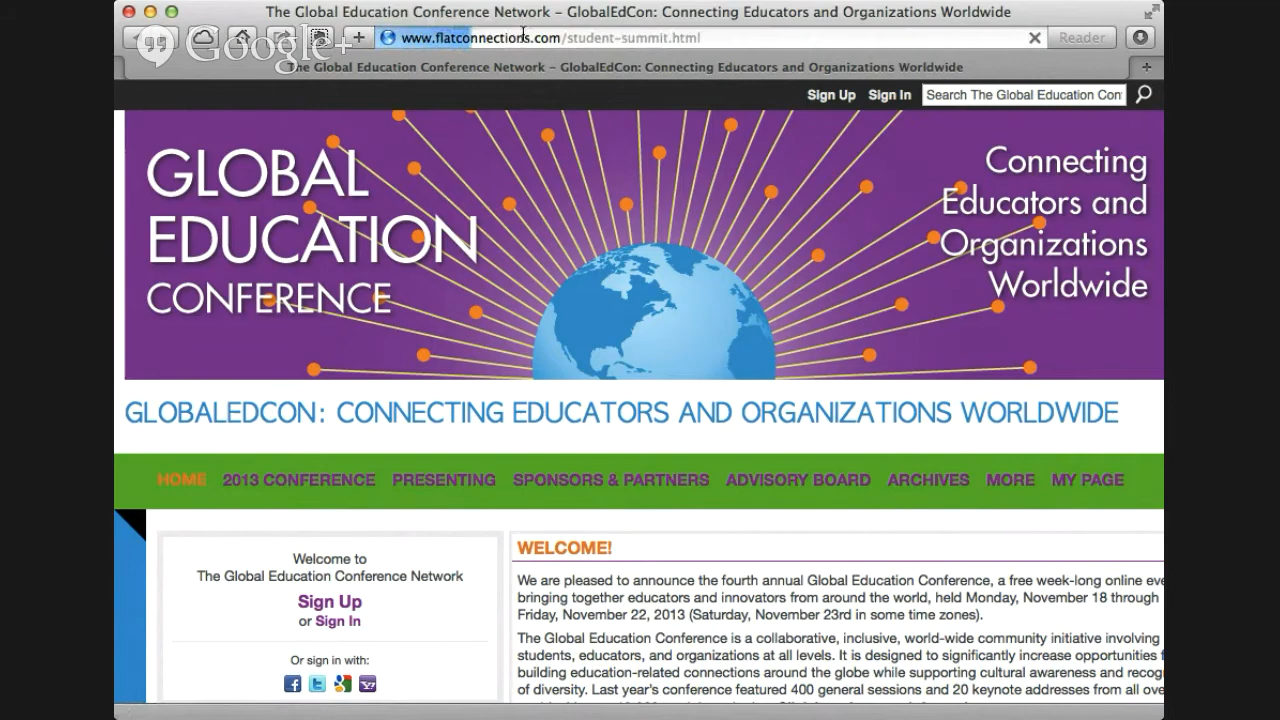 The Global Education Conference Network – GlobalEdCon: Connecting Educators and Organizations Worldwide
Google+
www.flatconnections.com/student-summit.html
Reader
The Global Education Conference Network – GlobalEdCon: Connecting Educators and Organizations Worldwide
Sign Up Sign In Search The Global Education Con
GLOBAL
EDUCATION
CONFERENCE
Connecting
Educators and
Organizations
Worldwide
GLOBALEDCON: CONNECTING EDUCATORS AND ORGANIZATIONS WORLDWIDE
HOME 2013 CONFERENCE PRESENTING SPONSORS & PARTNERS ADVISORY BOARD ARCHIVES MORE MY PAGE
Welcome to
The Global Education Conference Network
Sign Up
or Sign In
Or sign in with:
WELCOME!
We are pleased to announce the fourth annual Global Education Conference, a free week-long online eve
bringing together educators and innovators from around the world, held Monday, November 18 through
Friday, November 22, 2013 (Saturday, November 23rd in some time zones).
The Global Education Conference is a collaborative, inclusive, world-wide community initiative involving
students, educators, and organizations at all levels. It is designed to significantly increase opportunities
building education-related connections around the globe while supporting cultural awareness and recog
of diversity. Last year's conference featured 400 general sessions and 20 keynote addresses from all ove